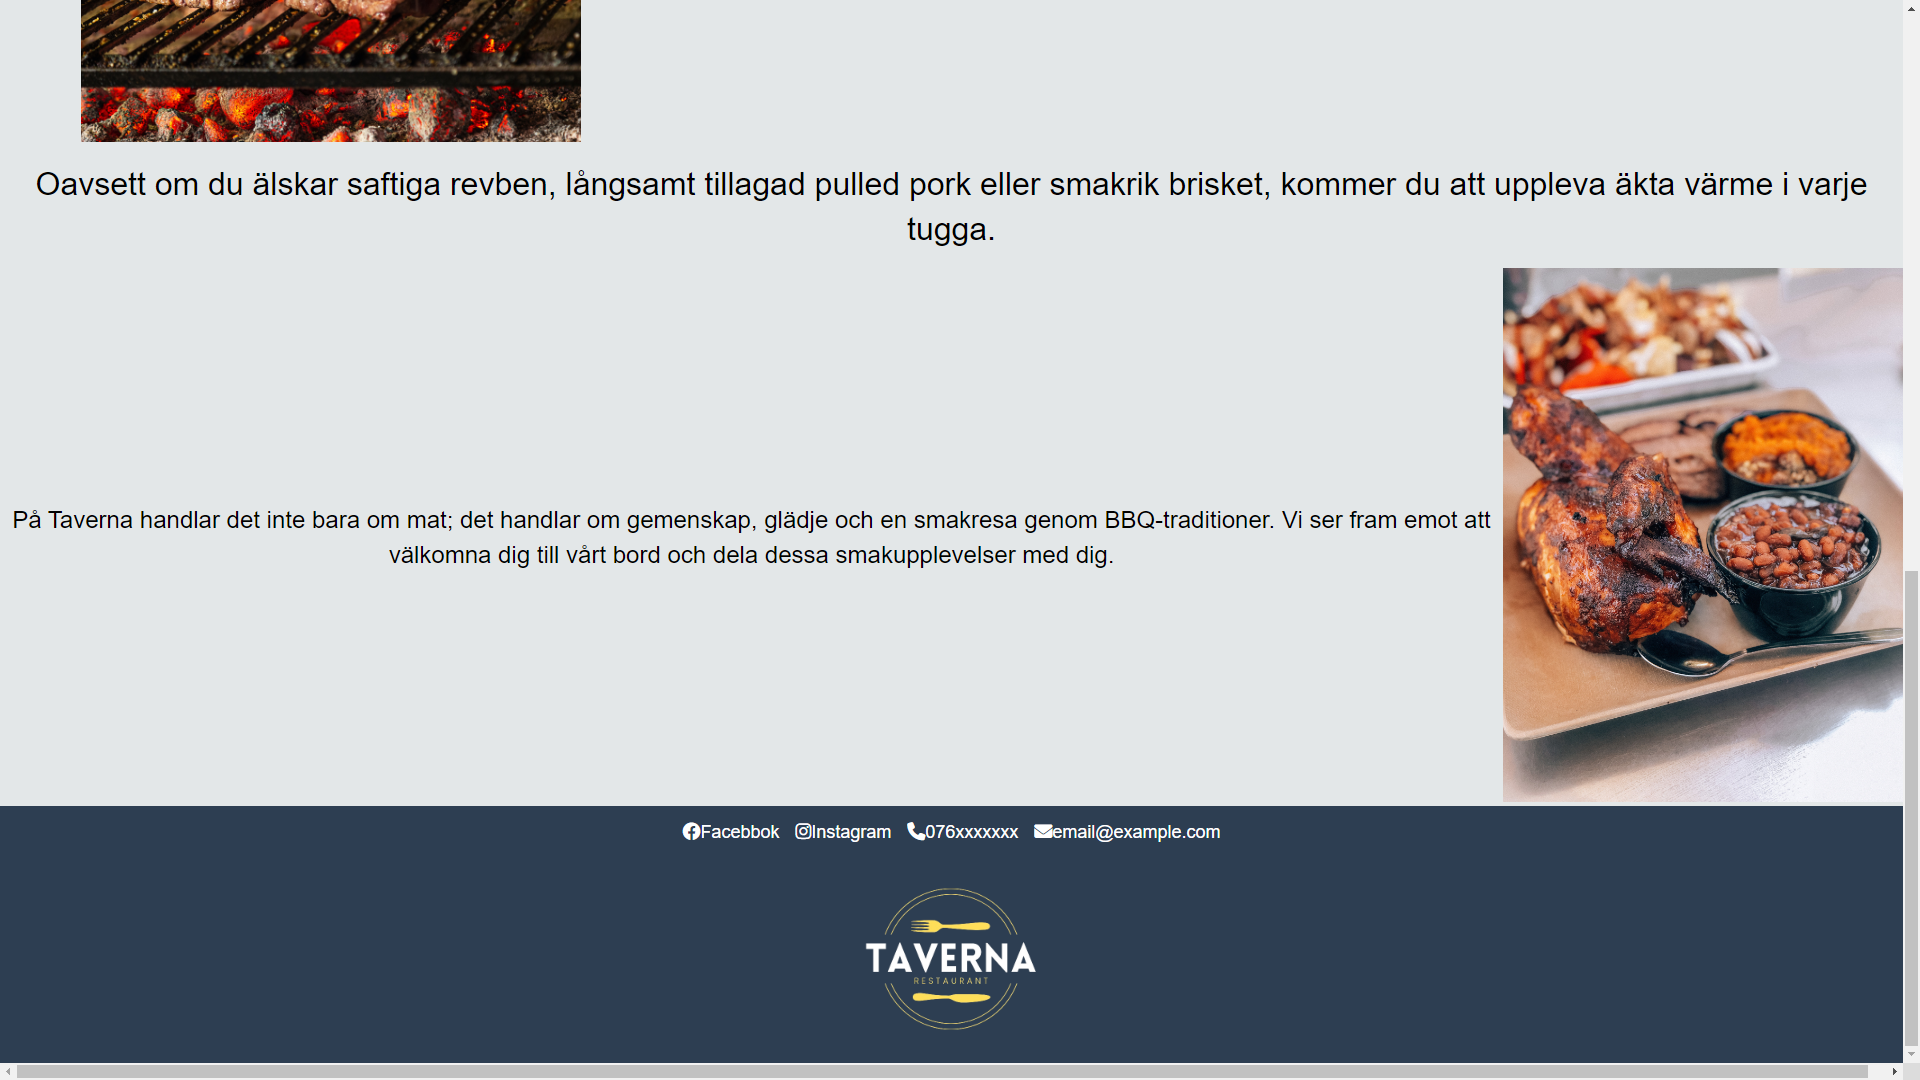 Oavsett om du älskar saftiga revben, långsamt tillagad pulled pork eller smakrik brisket, kommer du att uppleva äkta värme i varje
tugga.
På Taverna handlar det inte bara om mat; det handlar om gemenskap, glädje och en smakresa genom BBQ-traditioner. Vi ser fram emot att
välkomna dig till vårt bord och dela dessa smakupplevelser med dig.
Facebbok Instagram 076xxxxxxx email@example.com
TAVERNA
RESTAURANT